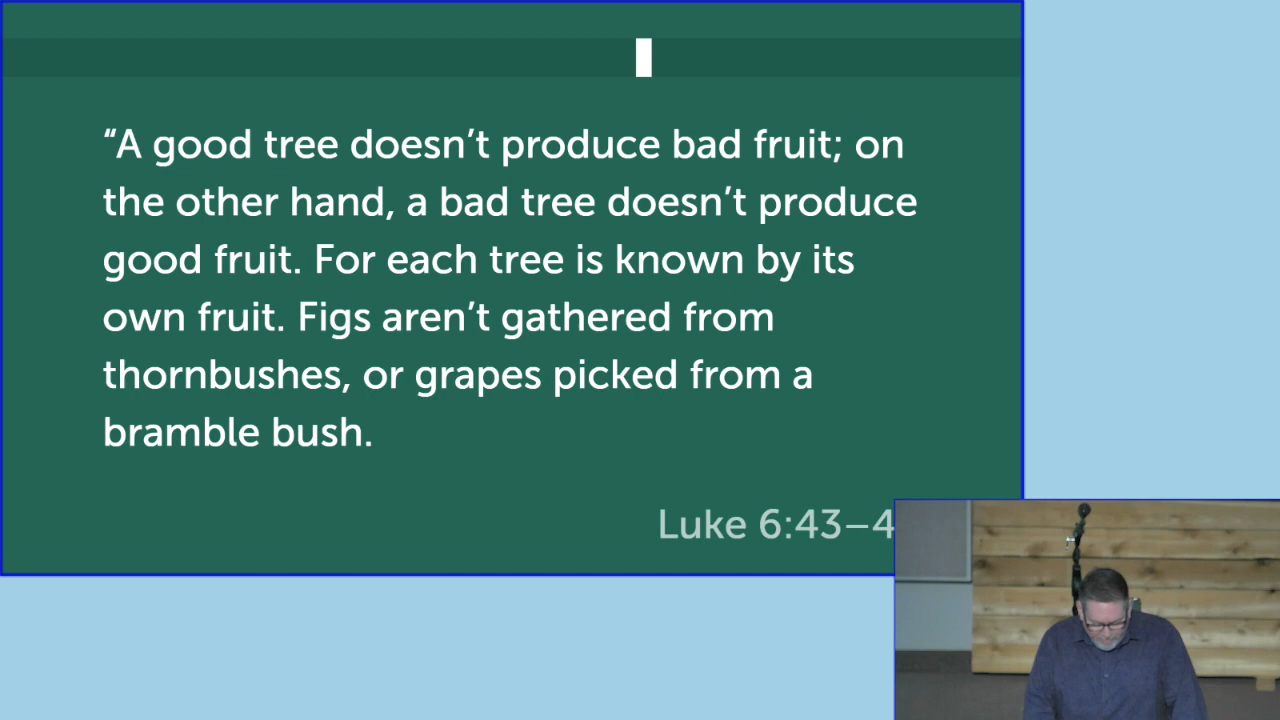 “A good tree doesn’t produce bad fruit; on
the other hand, a bad tree doesn’t produce
good fruit. For each tree is known by its
own fruit. Figs aren’t gathered from
thornbushes, or grapes picked from a
bramble bush.
Luke 6:43–4